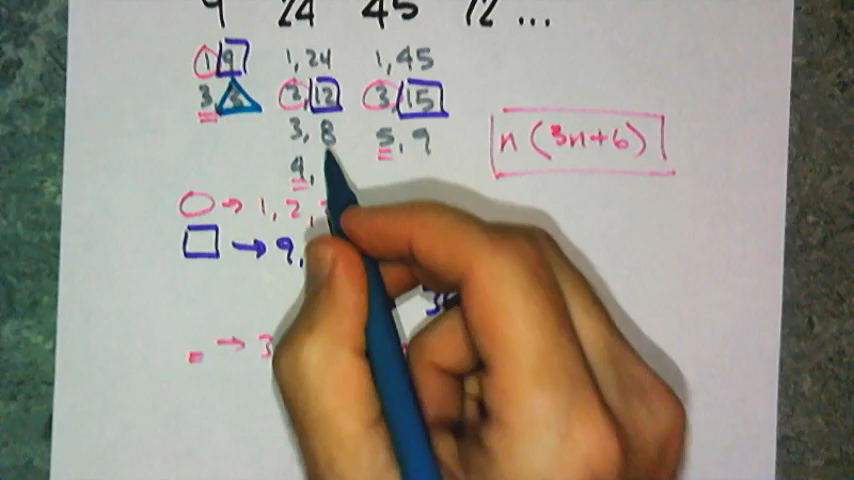 9 24 45 72 ...
1 9 1, 24 1, 45
3 3 2, 12 3, 15
3, 8 5, 9
n (3n+6)
4,
→ 1, 2,
→ 9,
= → 3